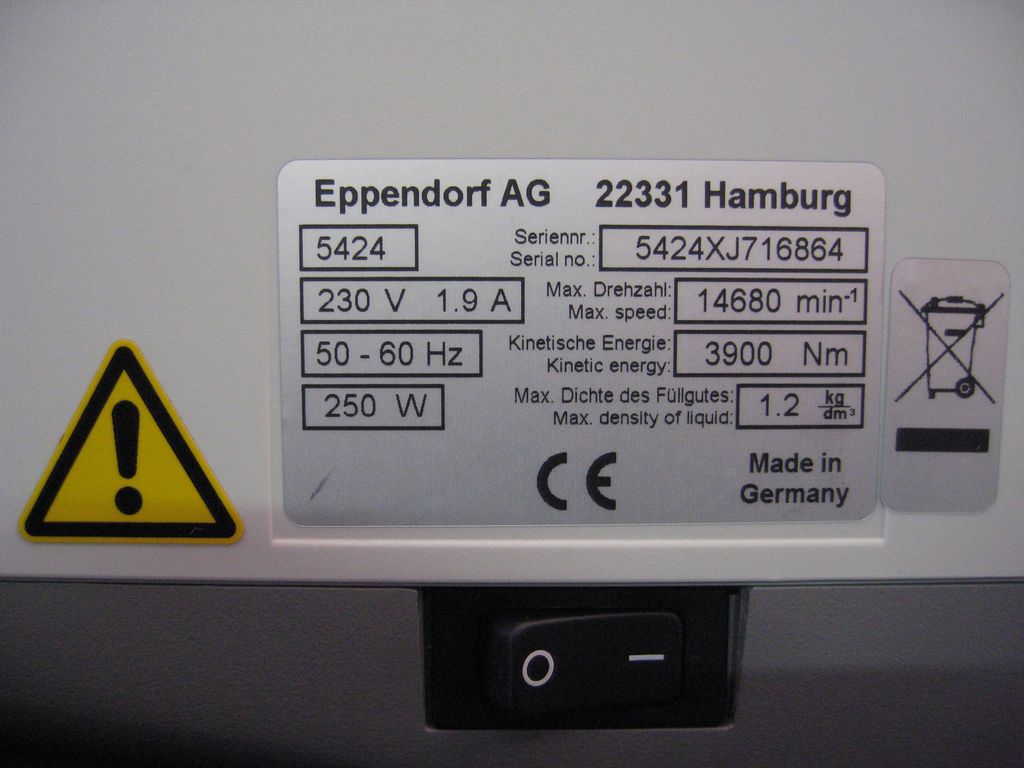 Eppendorf AG 22331 Hamburg
5424 Seriennr.: Serial no.: 5424XJ716864
230 V 1.9 A Max. Drehzahl: Max. speed: 14680 min⁻¹
50 - 60 Hz Kinetische Energie: Kinetic energy: 3900 Nm
250 W Max. Dichte des Füllgutes: Max. density of liquid: 1.2 kg/dm³
CE Made in
Germany